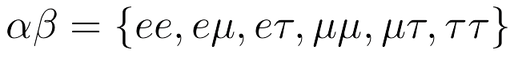 αβ = {ee, eμ, eτ, μμ, μτ, ττ}